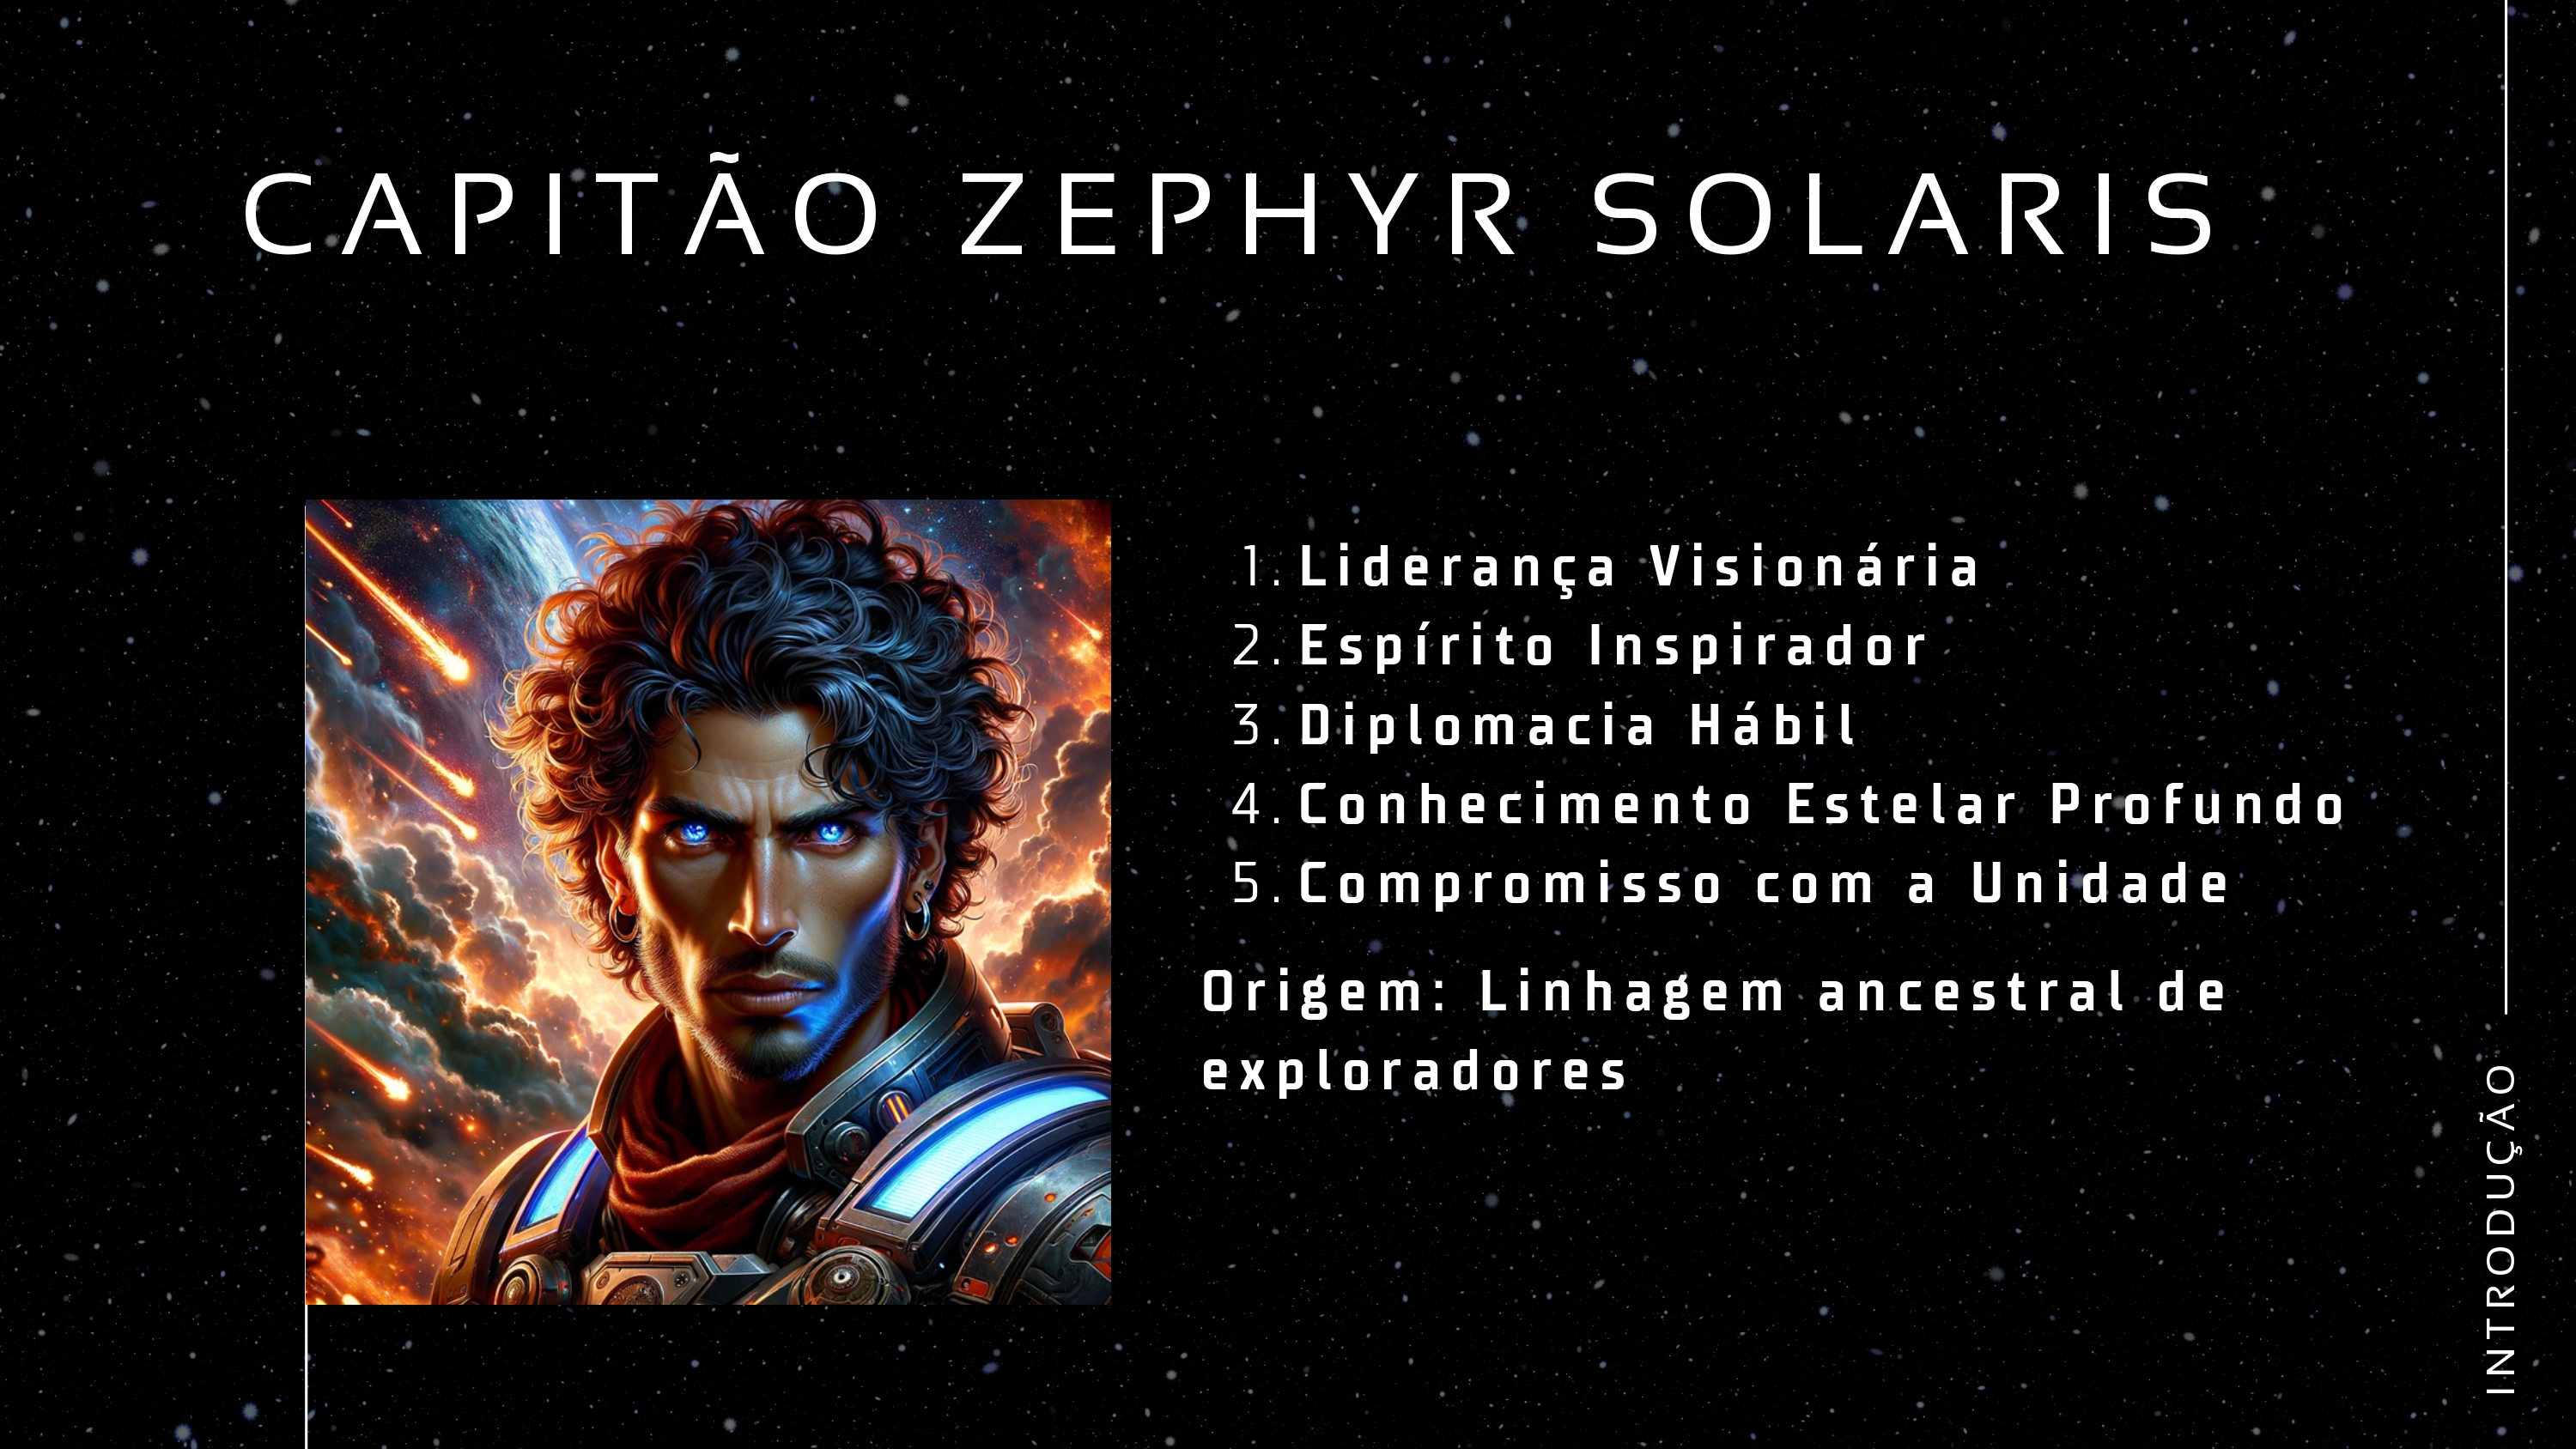 CAPITÃO ZEPHYR SOLARIS
1. Liderança Visionária
2. Espírito Inspirador
3. Diplomacia Hábil
4. Conhecimento Estelar Profundo
5. Compromisso com a Unidade
Origem: Linhagem ancestral de
exploradores
INTRODUÇÃO